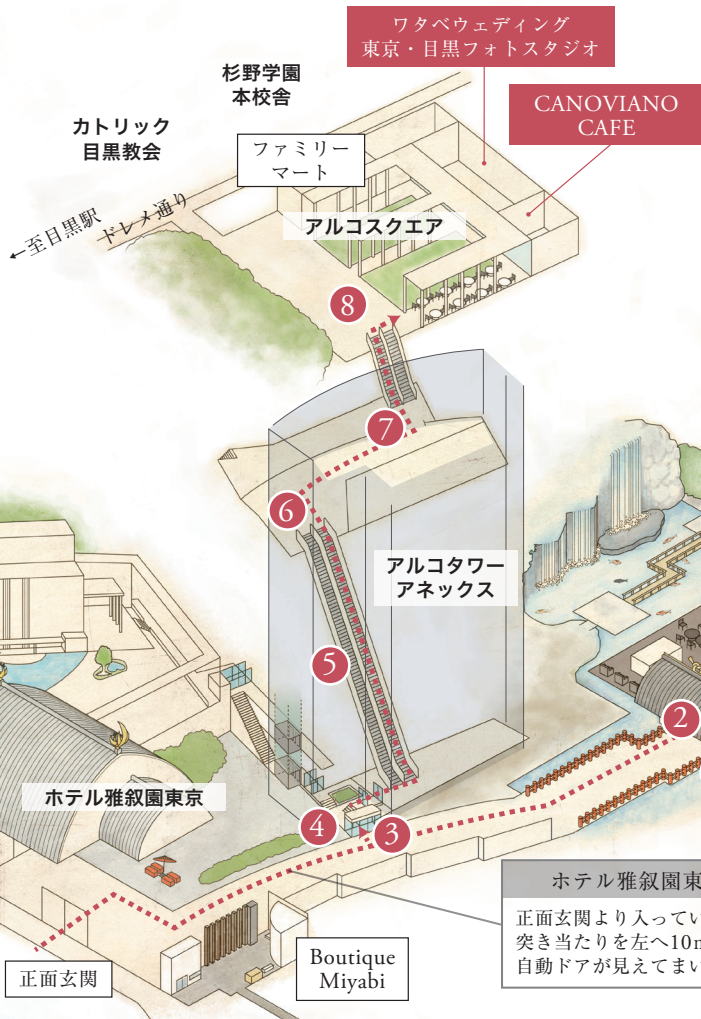 ワタベウェディング
東京・目黒フォトスタジオ
杉野学園
本校舎
CANOVIANO
CAFE
カトリック
目黒教会
ファミリー
マート
←至目黒駅
ドレメ通り
アルコスクエア
8
7
6
アルコタワー
アネックス
5
2
ホテル雅叙園東京
4
3
ホテル雅叙園東
正面玄関より入ってい
突き当たりを左へ10m
自動ドアが見えてまい
正面玄関
Boutique
Miyabi